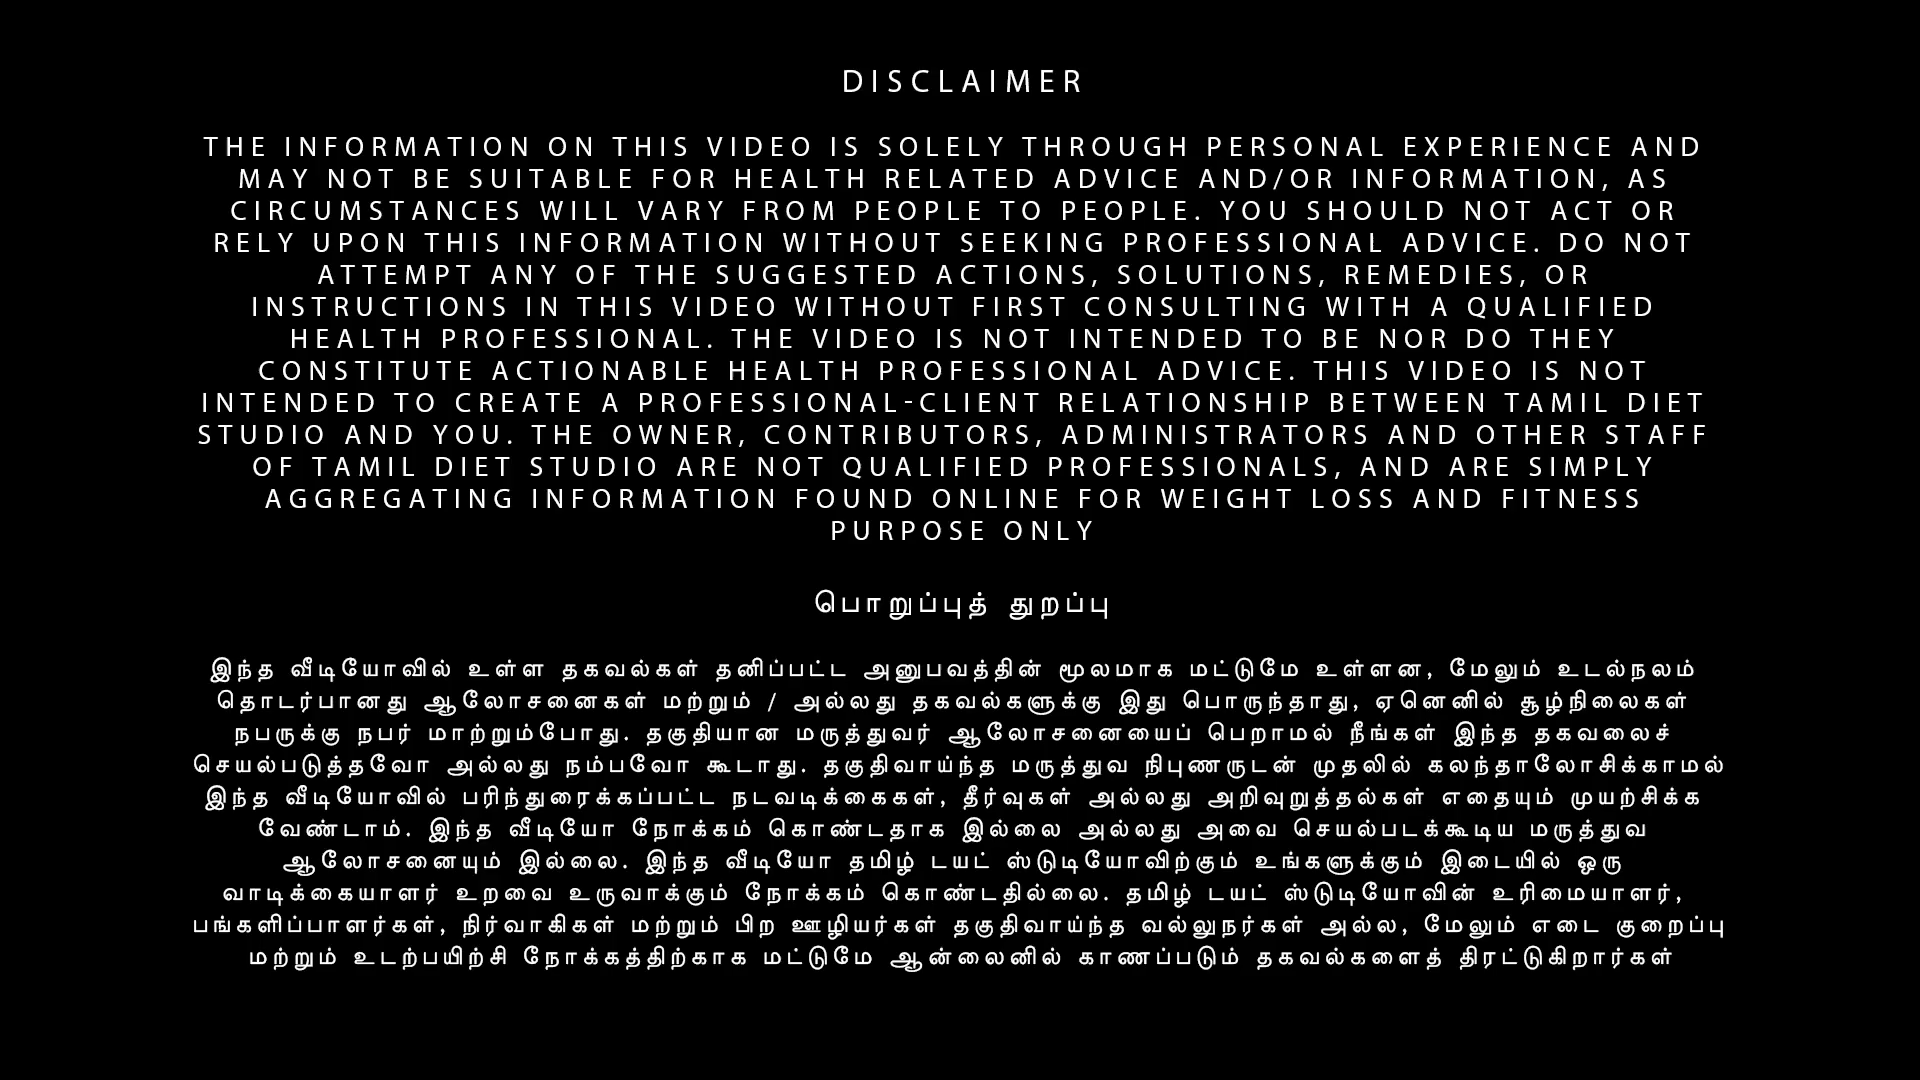 DISCLAIMER
THE INFORMATION ON THIS VIDEO IS SOLELY THROUGH PERSONAL EXPERIENCE AND
MAY NOT BE SUITABLE FOR HEALTH RELATED ADVICE AND/OR INFORMATION, AS
CIRCUMSTANCES WILL VARY FROM PEOPLE TO PEOPLE. YOU SHOULD NOT ACT OR
RELY UPON THIS INFORMATION WITHOUT SEEKING PROFESSIONAL ADVICE. DO NOT
ATTEMPT ANY OF THE SUGGESTED ACTIONS, SOLUTIONS, REMEDIES, OR
INSTRUCTIONS IN THIS VIDEO WITHOUT FIRST CONSULTING WITH A QUALIFIED
HEALTH PROFESSIONAL. THE VIDEO IS NOT INTENDED TO BE NOR DO THEY
CONSTITUTE ACTIONABLE HEALTH PROFESSIONAL ADVICE. THIS VIDEO IS NOT
INTENDED TO CREATE A PROFESSIONAL-CLIENT RELATIONSHIP BETWEEN TAMIL DIET
STUDIO AND YOU. THE OWNER, CONTRIBUTORS, ADMINISTRATORS AND OTHER STAFF
OF TAMIL DIET STUDIO ARE NOT QUALIFIED PROFESSIONALS, AND ARE SIMPLY
AGGREGATING INFORMATION FOUND ONLINE FOR WEIGHT LOSS AND FITNESS
PURPOSE ONLY
பொறுப்புத் துறப்பு
இந்த வீடியோவில் உள்ள தகவல்கள் தனிப்பட்ட அனுபவத்தின் மூலமாக மட்டுமே உள்ளன, மேலும் உடல்நலம்
தொடர்பானது ஆலோசனைகள் மற்றும் / அல்லது தகவல்களுக்கு இது பொருந்தாது, ஏனெனில் சூழ்நிலைகள்
நபருக்கு நபர் மாற்றும்போது. தகுதியான மருத்துவர் ஆலோசனையைப் பெறாமல் நீங்கள் இந்த தகவலைச்
செயல்படுத்தவோ அல்லது நம்பவோ கூடாது. தகுதிவாய்ந்த மருத்துவ நிபுணருடன் முதலில் கலந்தாலோசிக்காமல்
இந்த வீடியோவில் பரிந்துரைக்கப்பட்ட நடவடிக்கைகள், தீர்வுகள் அல்லது அறிவுறுத்தல்கள் எதையும் முயற்சிக்க
வேண்டாம். இந்த வீடியோ நோக்கம் கொண்டதாக இல்லை அல்லது அவை செயல்படக்கூடிய மருத்துவ
ஆலோசனையும் இல்லை. இந்த வீடியோ தமிழ் டயட் ஸ்டுடியோவிற்கும் உங்களுக்கும் இடையில் ஒரு
வாடிக்கையாளர் உறவை உருவாக்கும் நோக்கம் கொண்டதில்லை. தமிழ் டயட் ஸ்டுடியோவின் உரிமையாளர்,
பங்களிப்பாளர்கள், நிர்வாகிகள் மற்றும் பிற ஊழியர்கள் தகுதிவாய்ந்த வல்லுநர்கள் அல்ல, மேலும் எடை குறைப்பு
மற்றும் உடற்பயிற்சி நோக்கத்திற்காக மட்டுமே ஆன்லைனில் காணப்படும் தகவல்களைத் திரட்டுகிறார்கள்